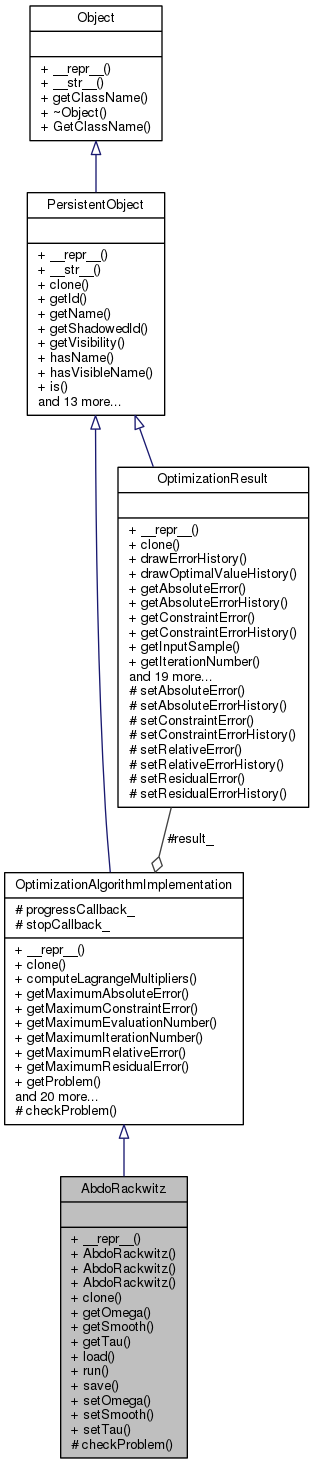 Object
+ __repr__()
+ __str__()
+ getClassName()
+ ~Object()
+ GetClassName()
PersistentObject
+ __repr__()
+ __str__()
+ clone()
+ getId()
+ getName()
+ getShadowedId()
+ getVisibility()
+ hasName()
+ hasVisibleName()
+ is()
and 13 more...
OptimizationResult
+ __repr__()
+ clone()
+ drawErrorHistory()
+ drawOptimalValueHistory()
+ getAbsoluteError()
+ getAbsoluteErrorHistory()
+ getConstraintError()
+ getConstraintErrorHistory()
+ getInputSample()
+ getIterationNumber()
and 19 more...
# setAbsoluteError()
# setAbsoluteErrorHistory()
# setConstraintError()
# setConstraintErrorHistory()
# setRelativeError()
# setRelativeErrorHistory()
# setResidualError()
# setResidualErrorHistory()
#result_
OptimizationAlgorithmImplementation
# progressCallback_
# stopCallback_
+ __repr__()
+ clone()
+ computeLagrangeMultipliers()
+ getMaximumAbsoluteError()
+ getMaximumConstraintError()
+ getMaximumEvaluationNumber()
+ getMaximumIterationNumber()
+ getMaximumRelativeError()
+ getMaximumResidualError()
+ getProblem()
and 20 more...
# checkProblem()
AbdoRackwitz
+ __repr__()
+ AbdoRackwitz()
+ AbdoRackwitz()
+ AbdoRackwitz()
+ clone()
+ getOmega()
+ getSmooth()
+ getTau()
+ load()
+ run()
+ save()
+ setOmega()
+ setSmooth()
+ setTau()
# checkProblem()